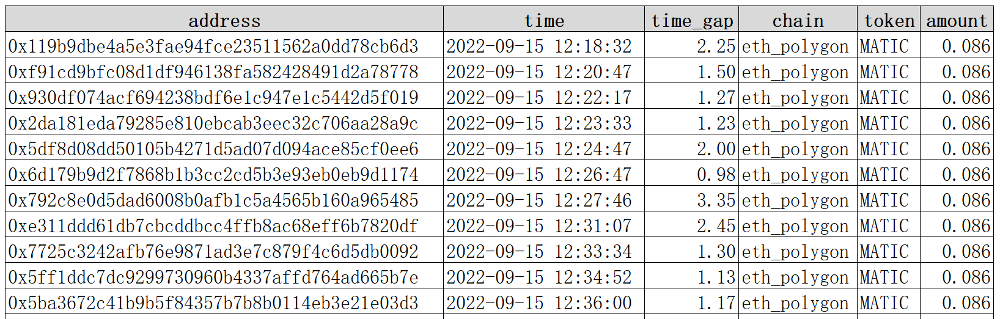 address time time_gap chain token amount
0x119b9dbe4a5e3fae94fce23511562a0dd78cb6d3 2022-09-15 12:18:32 2.25 eth_polygon MATIC 0.086
0xf91cd9bfc08d1df946138fa582428491d2a78778 2022-09-15 12:20:47 1.50 eth_polygon MATIC 0.086
0x930df074acf694238bdf6e1c947e1c5442d5f019 2022-09-15 12:22:17 1.27 eth_polygon MATIC 0.086
0x2da181eda79285e810ebcab3eec32c706aa28a9c 2022-09-15 12:23:33 1.23 eth_polygon MATIC 0.086
0x5df8d08dd50105b4271d5ad07d094ace85cf0ee6 2022-09-15 12:24:47 2.00 eth_polygon MATIC 0.086
0x6d179b9d2f7868b1b3cc2cd5b3e93eb0eb9d1174 2022-09-15 12:26:47 0.98 eth_polygon MATIC 0.086
0x792c8e0d5dad6008b0afb1c5a4565b160a965485 2022-09-15 12:27:46 3.35 eth_polygon MATIC 0.086
0xe311ddd61db7cbcddbcc4ffb8ac68eff6b7820df 2022-09-15 12:31:07 2.45 eth_polygon MATIC 0.086
0x7725c3242afb76e9871ad3e7c879f4c6d5db0092 2022-09-15 12:33:34 1.30 eth_polygon MATIC 0.086
0x5ff1ddc7dc9299730960b4337affd764ad665b7e 2022-09-15 12:34:52 1.13 eth_polygon MATIC 0.086
0x5ba3672c41b9b5f84357b7b8b0114eb3e21e03d3 2022-09-15 12:36:00 1.17 eth_polygon MATIC 0.086